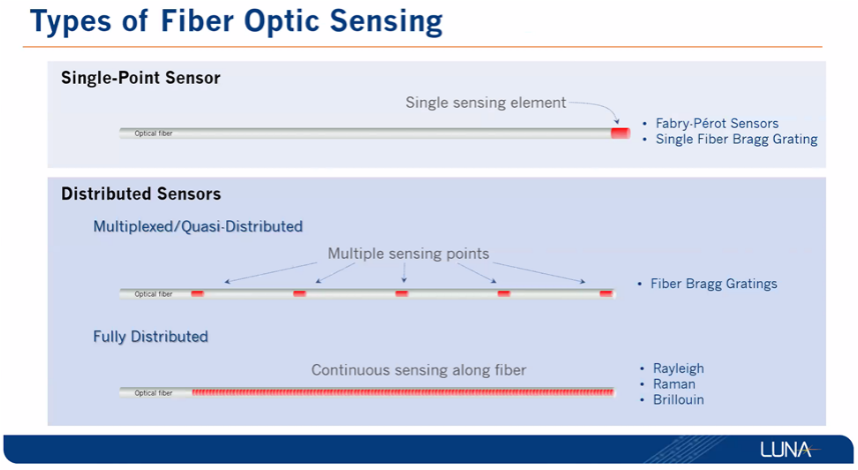 Types of Fiber Optic Sensing
Single-Point Sensor
Single sensing element
Optical fiber
• Fabry-Pérot Sensors
• Single Fiber Bragg Grating
Distributed Sensors
Multiplexed/Quasi-Distributed
Multiple sensing points
Optical fiber
• Fiber Bragg Gratings
Fully Distributed
Continuous sensing along fiber
Optical fiber
• Rayleigh
• Raman
• Brillouin
LUNA